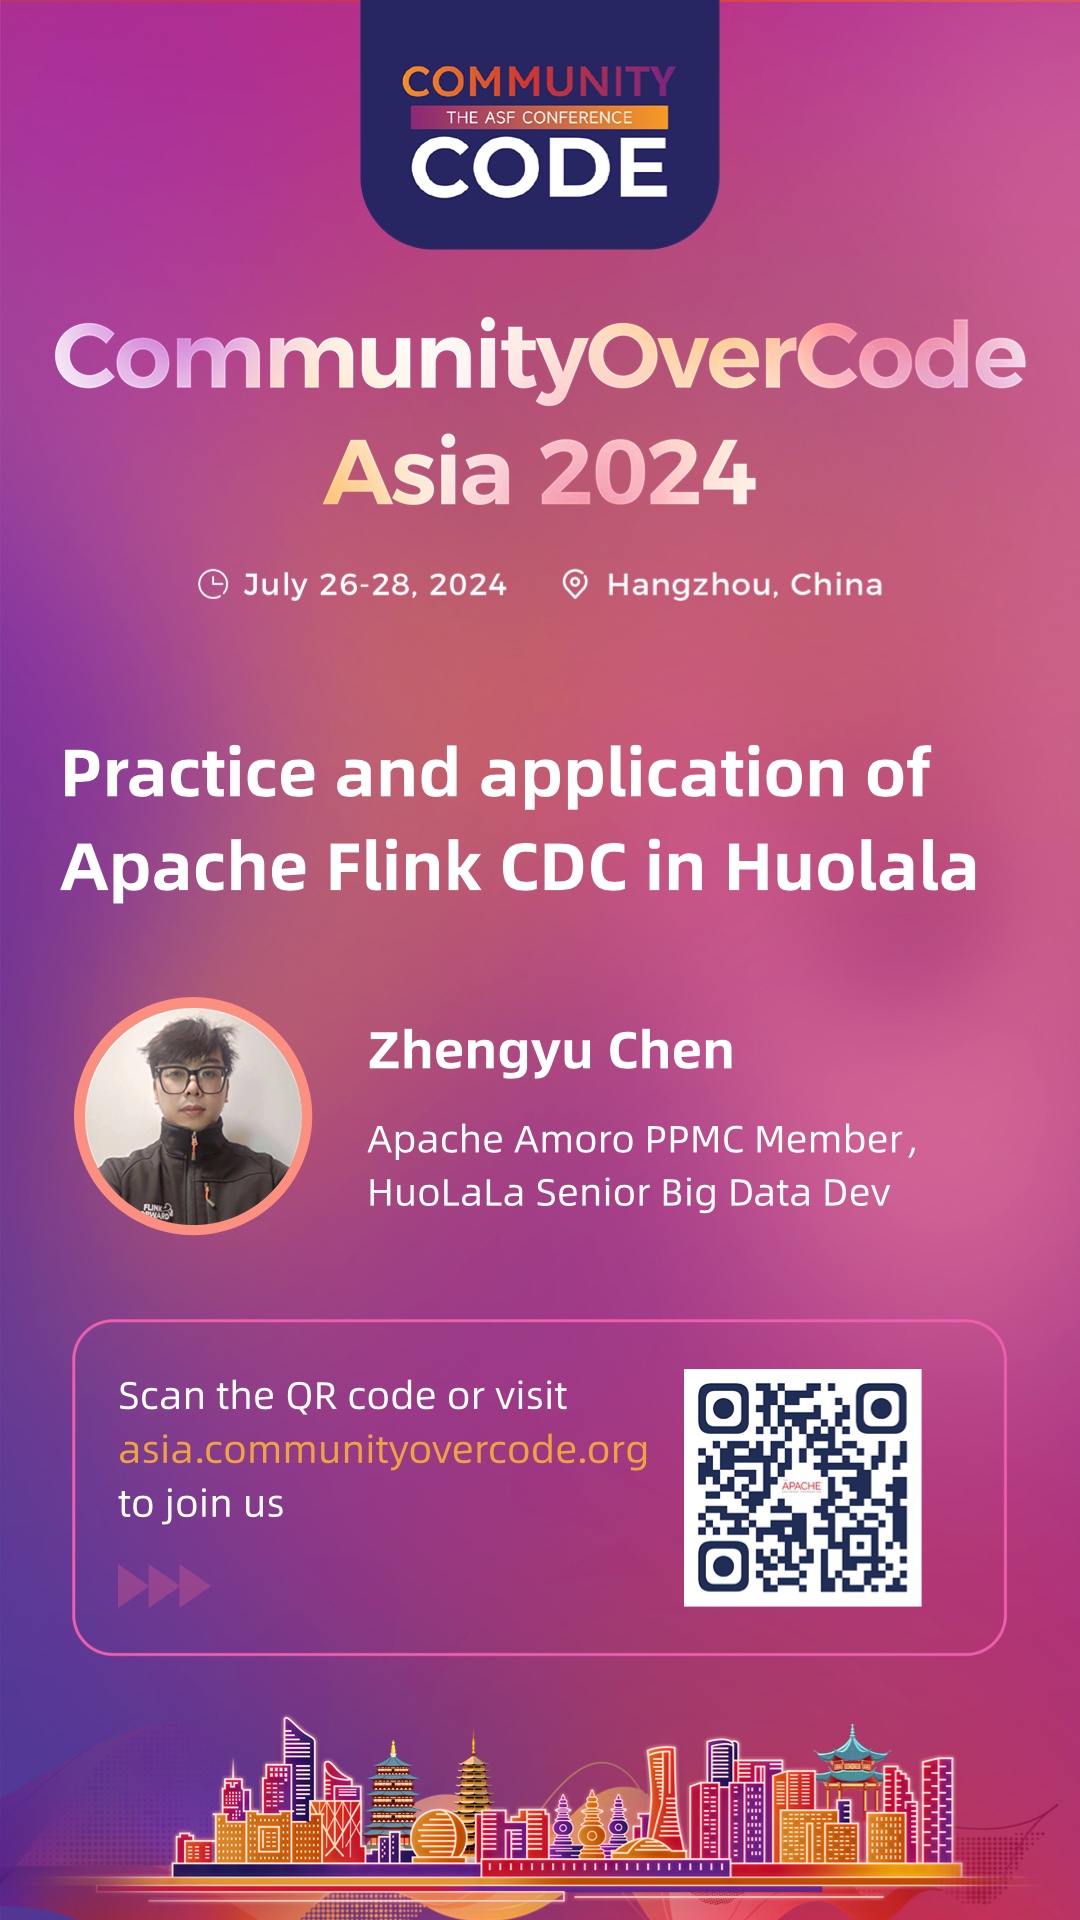 COMMUNITY
THE ASF CONFERENCE
CODE
CommunityOverCode
Asia 2024
July 26-28, 2024
Hangzhou, China
Practice and application of
Apache Flink CDC in Huolala
Zhengyu Chen
Apache Amoro PPMC Member,
HuoLaLa Senior Big Data Dev
FLINK
FORWARD
Scan the QR code or visit
asia.communityovercode.org
to join us
APACHE